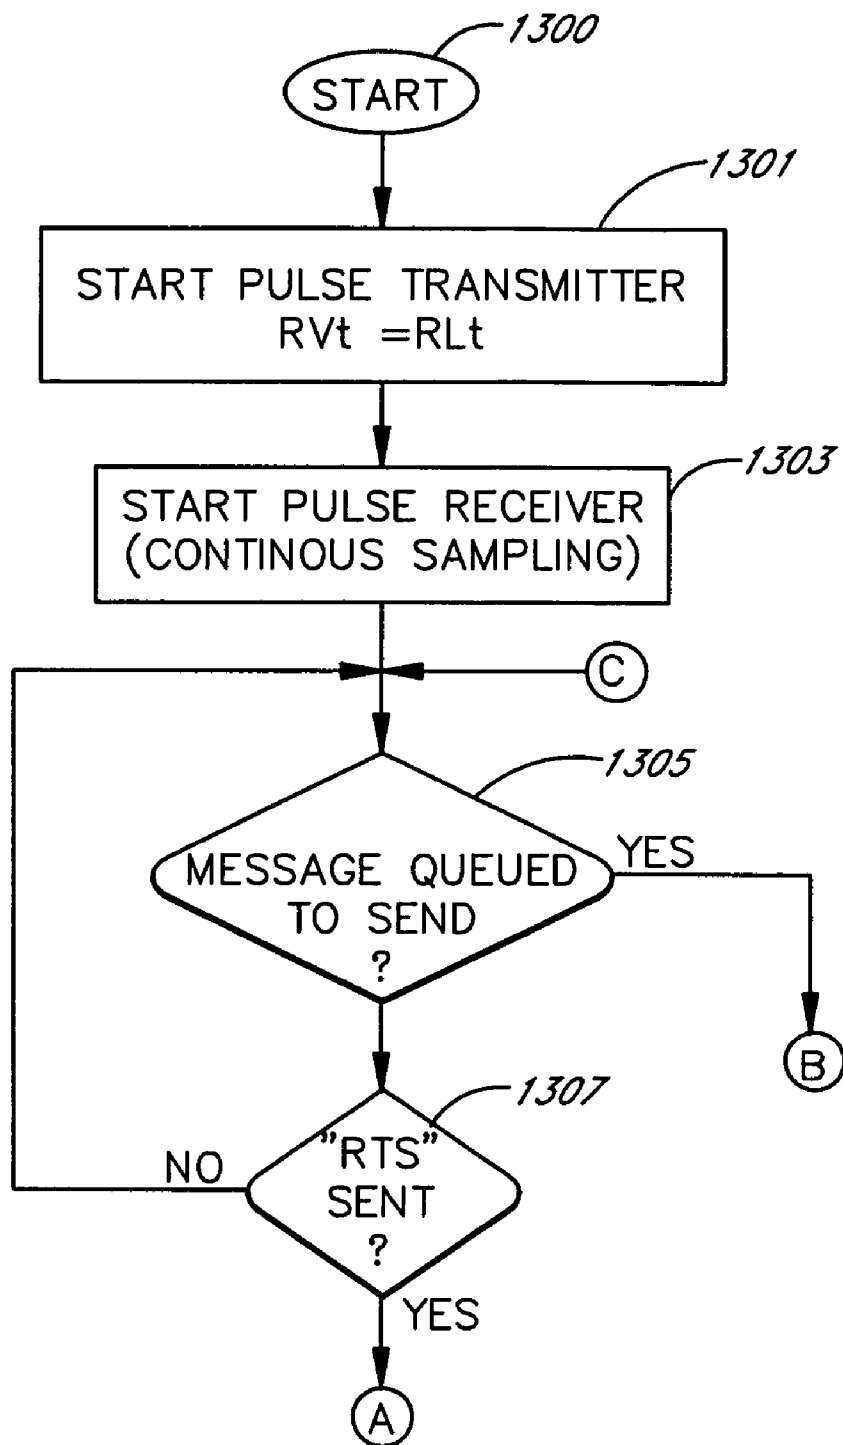 1300
START
1301
START PULSE TRANSMITTER
RVt =RLt
1303
START PULSE RECEIVER
(CONTINOUS SAMPLING)
C
1305
MESSAGE QUEUED
TO SEND
?
YES
B
1307
"RTS"
SENT
?
NO
YES
A